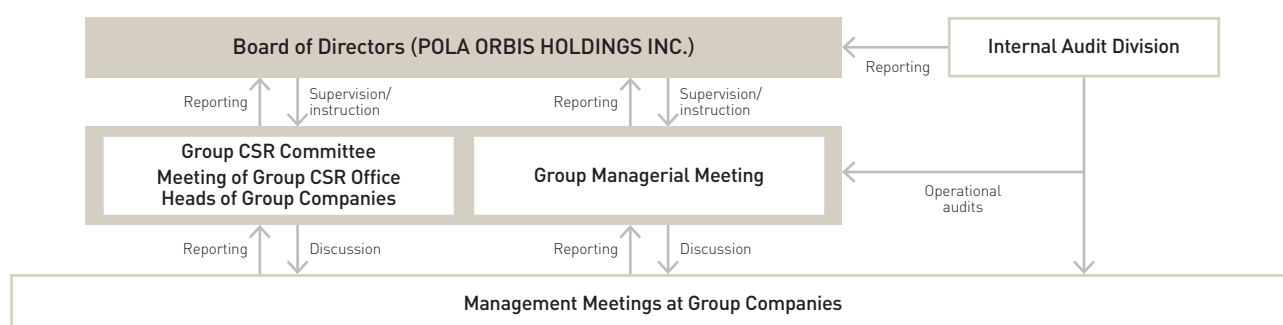 Board of Directors (POLA ORBIS HOLDINGS INC.)
Internal Audit Division
Reporting
Reporting
Supervision/
instruction
Reporting
Supervision/
instruction
Group CSR Committee
Meeting of Group CSR Office
Heads of Group Companies
Group Managerial Meeting
Operational
audits
Reporting
Discussion
Reporting
Discussion
Management Meetings at Group Companies